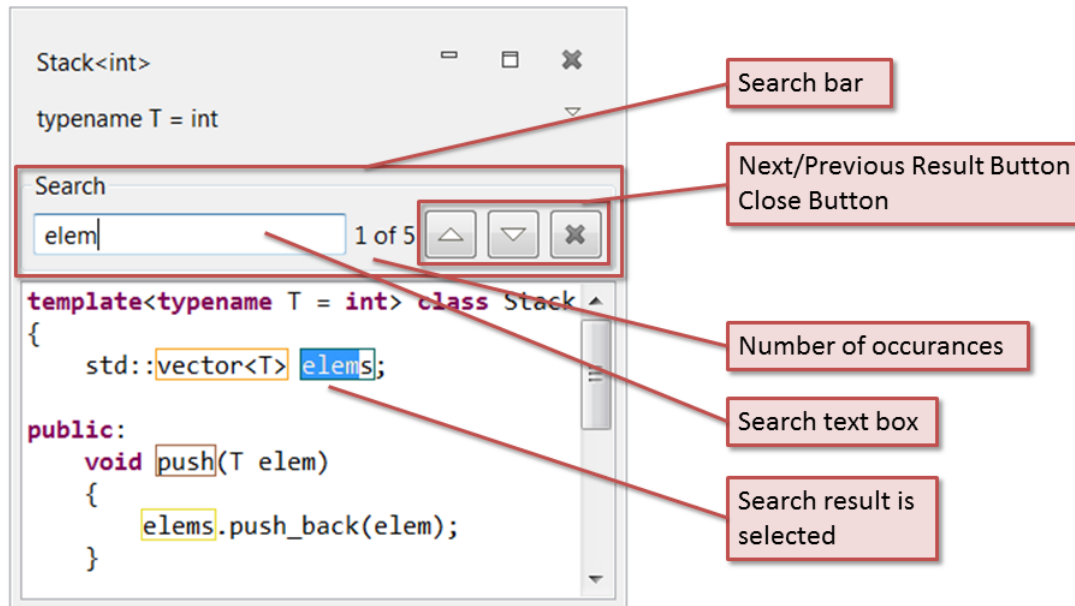 Stack<int>
typename T = int
Search
elem
1 of 5
template<typename T = int> class Stack
{
    std::vector<T> elems;
public:
    void push(T elem)
    {
        elems.push_back(elem);
    }
Search bar
Next/Previous Result Button
Close Button
Number of occurances
Search text box
Search result is
selected